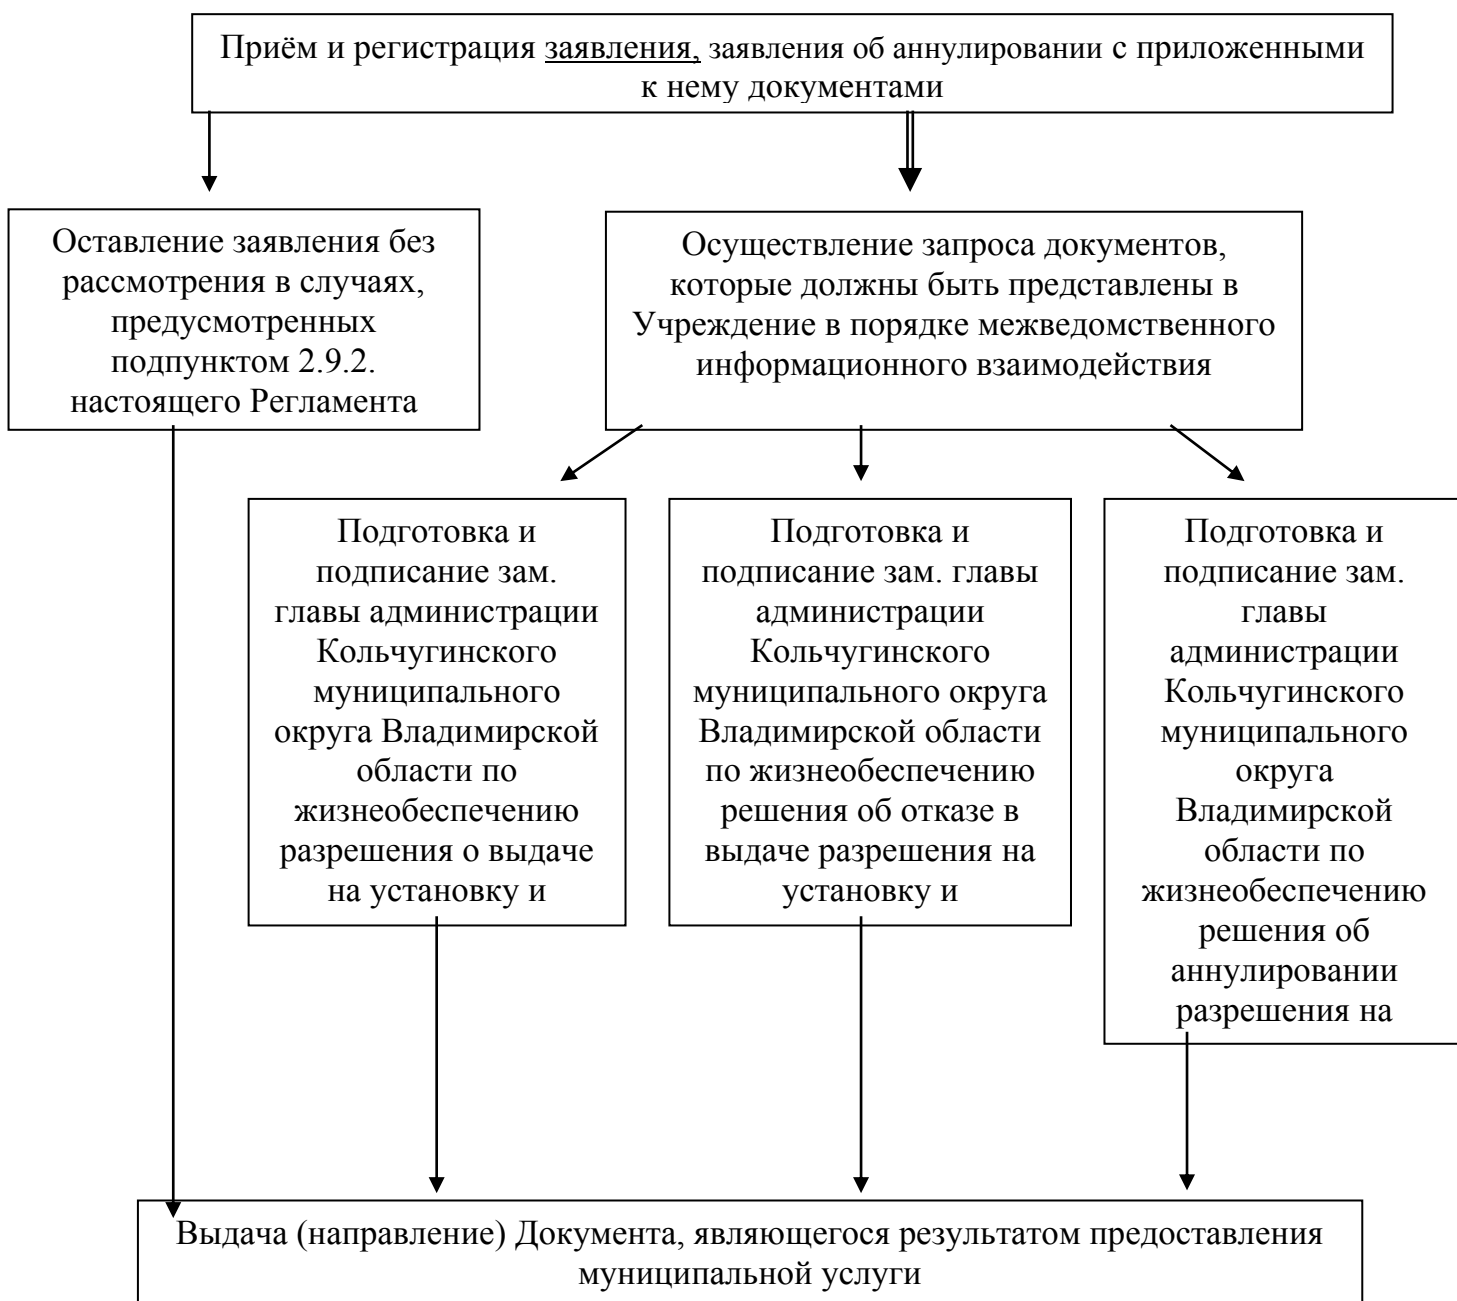 Приём и регистрация заявления, заявления об аннулировании с приложенными
к нему документами
Оставление заявления без
рассмотрения в случаях,
предусмотренных
подпунктом 2.9.2.
настоящего Регламента
Осуществление запроса документов,
которые должны быть представлены в
Учреждение в порядке межведомственного
информационного взаимодействия
Подготовка и
подписание зам.
главы администрации
Кольчугинского
муниципального
округа Владимирской
области по
жизнеобеспечению
разрешения о выдаче
на установку и
Подготовка и
подписание зам. главы
администрации
Кольчугинского
муниципального округа
Владимирской области
по жизнеобеспечению
решения об отказе в
выдаче разрешения на
установку и
Подготовка и
подписание зам.
главы
администрации
Кольчугинского
муниципального
округа
Владимирской
области по
жизнеобеспечению
решения об
аннулировании
разрешения на
Выдача (направление) Документа, являющегося результатом предоставления
муниципальной услуги